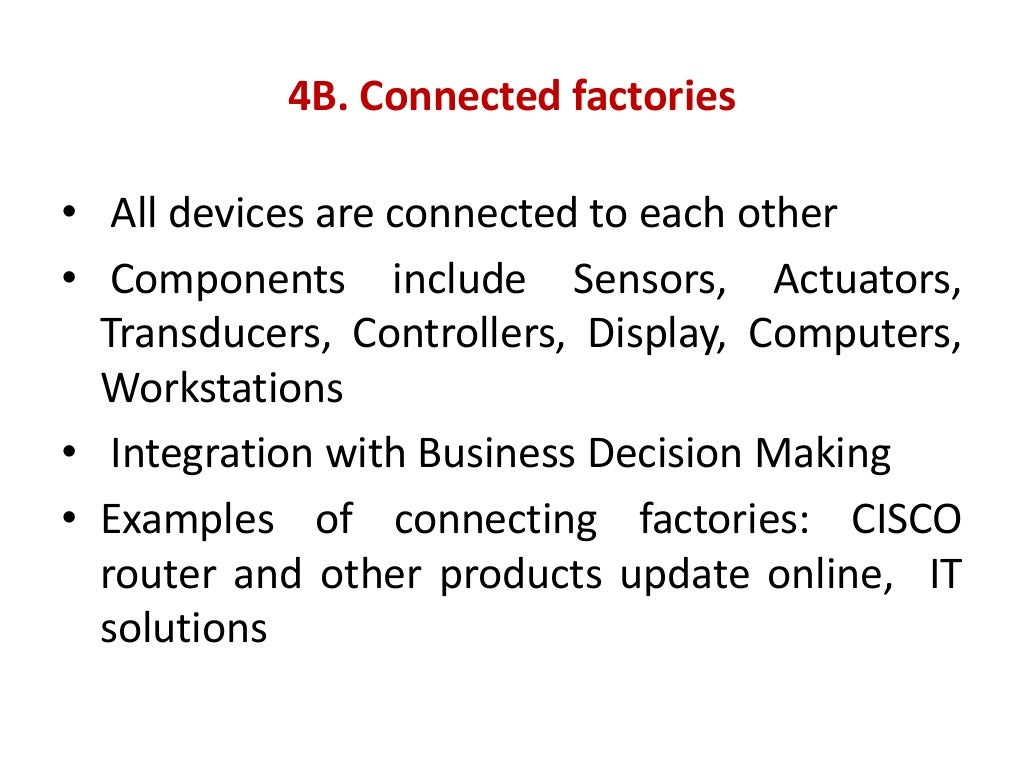 4B. Connected factories
• All devices are connected to each other
• Components include Sensors, Actuators,
Transducers, Controllers, Display, Computers,
Workstations
• Integration with Business Decision Making
• Examples of connecting factories: CISCO
router and other products update online, IT
solutions